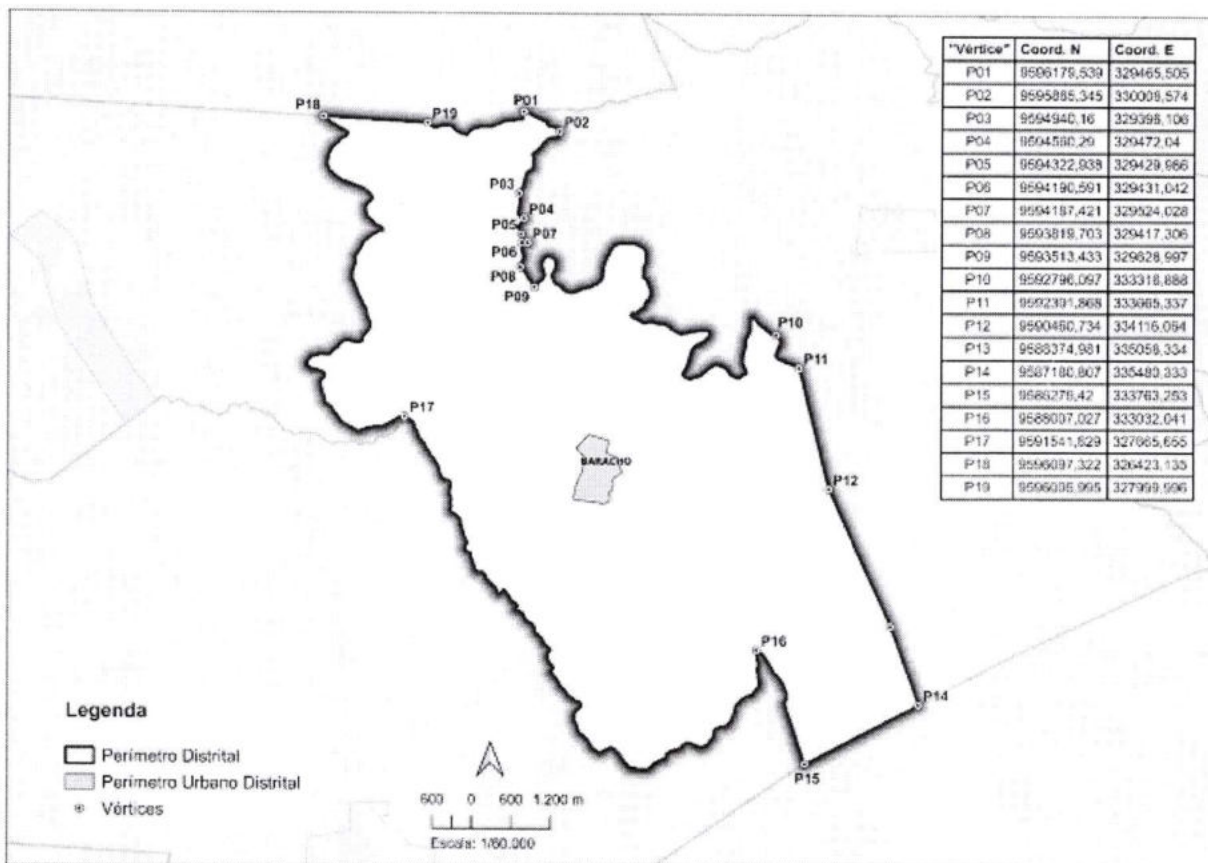 "Vértice" Coord. N Coord. E
P01 9596179,539 329465,505
P02 9595885,345 330008,574
P03 9594940,16 329398,106
P04 9594560,29 329472,04
P05 9594322,938 329429,986
P06 9594190,591 329431,042
P07 9594187,421 329524,028
P08 9593819,703 329417,306
P09 9593513,433 329628,997
P10 9592796,097 333318,888
P11 9592301,868 333665,337
P12 9590460,734 334116,064
P13 9588374,981 335058,334
P14 9587180,807 335480,333
P15 9586278,42 333763,253
P16 9588007,027 333032,041
P17 9591541,829 327665,655
P18 9596097,322 326423,135
P19 9596005,995 327999,996
P18
P19
P01
P02
P03
P04
P05
P07
P06
P08
P09
P10
P11
P17
BARACHO
P12
P16
P14
P15
Legenda
Perímetro Distrital
Perímetro Urbano Distrital
Vértices
600 0 600 1.200 m
Escala: 1/60.000